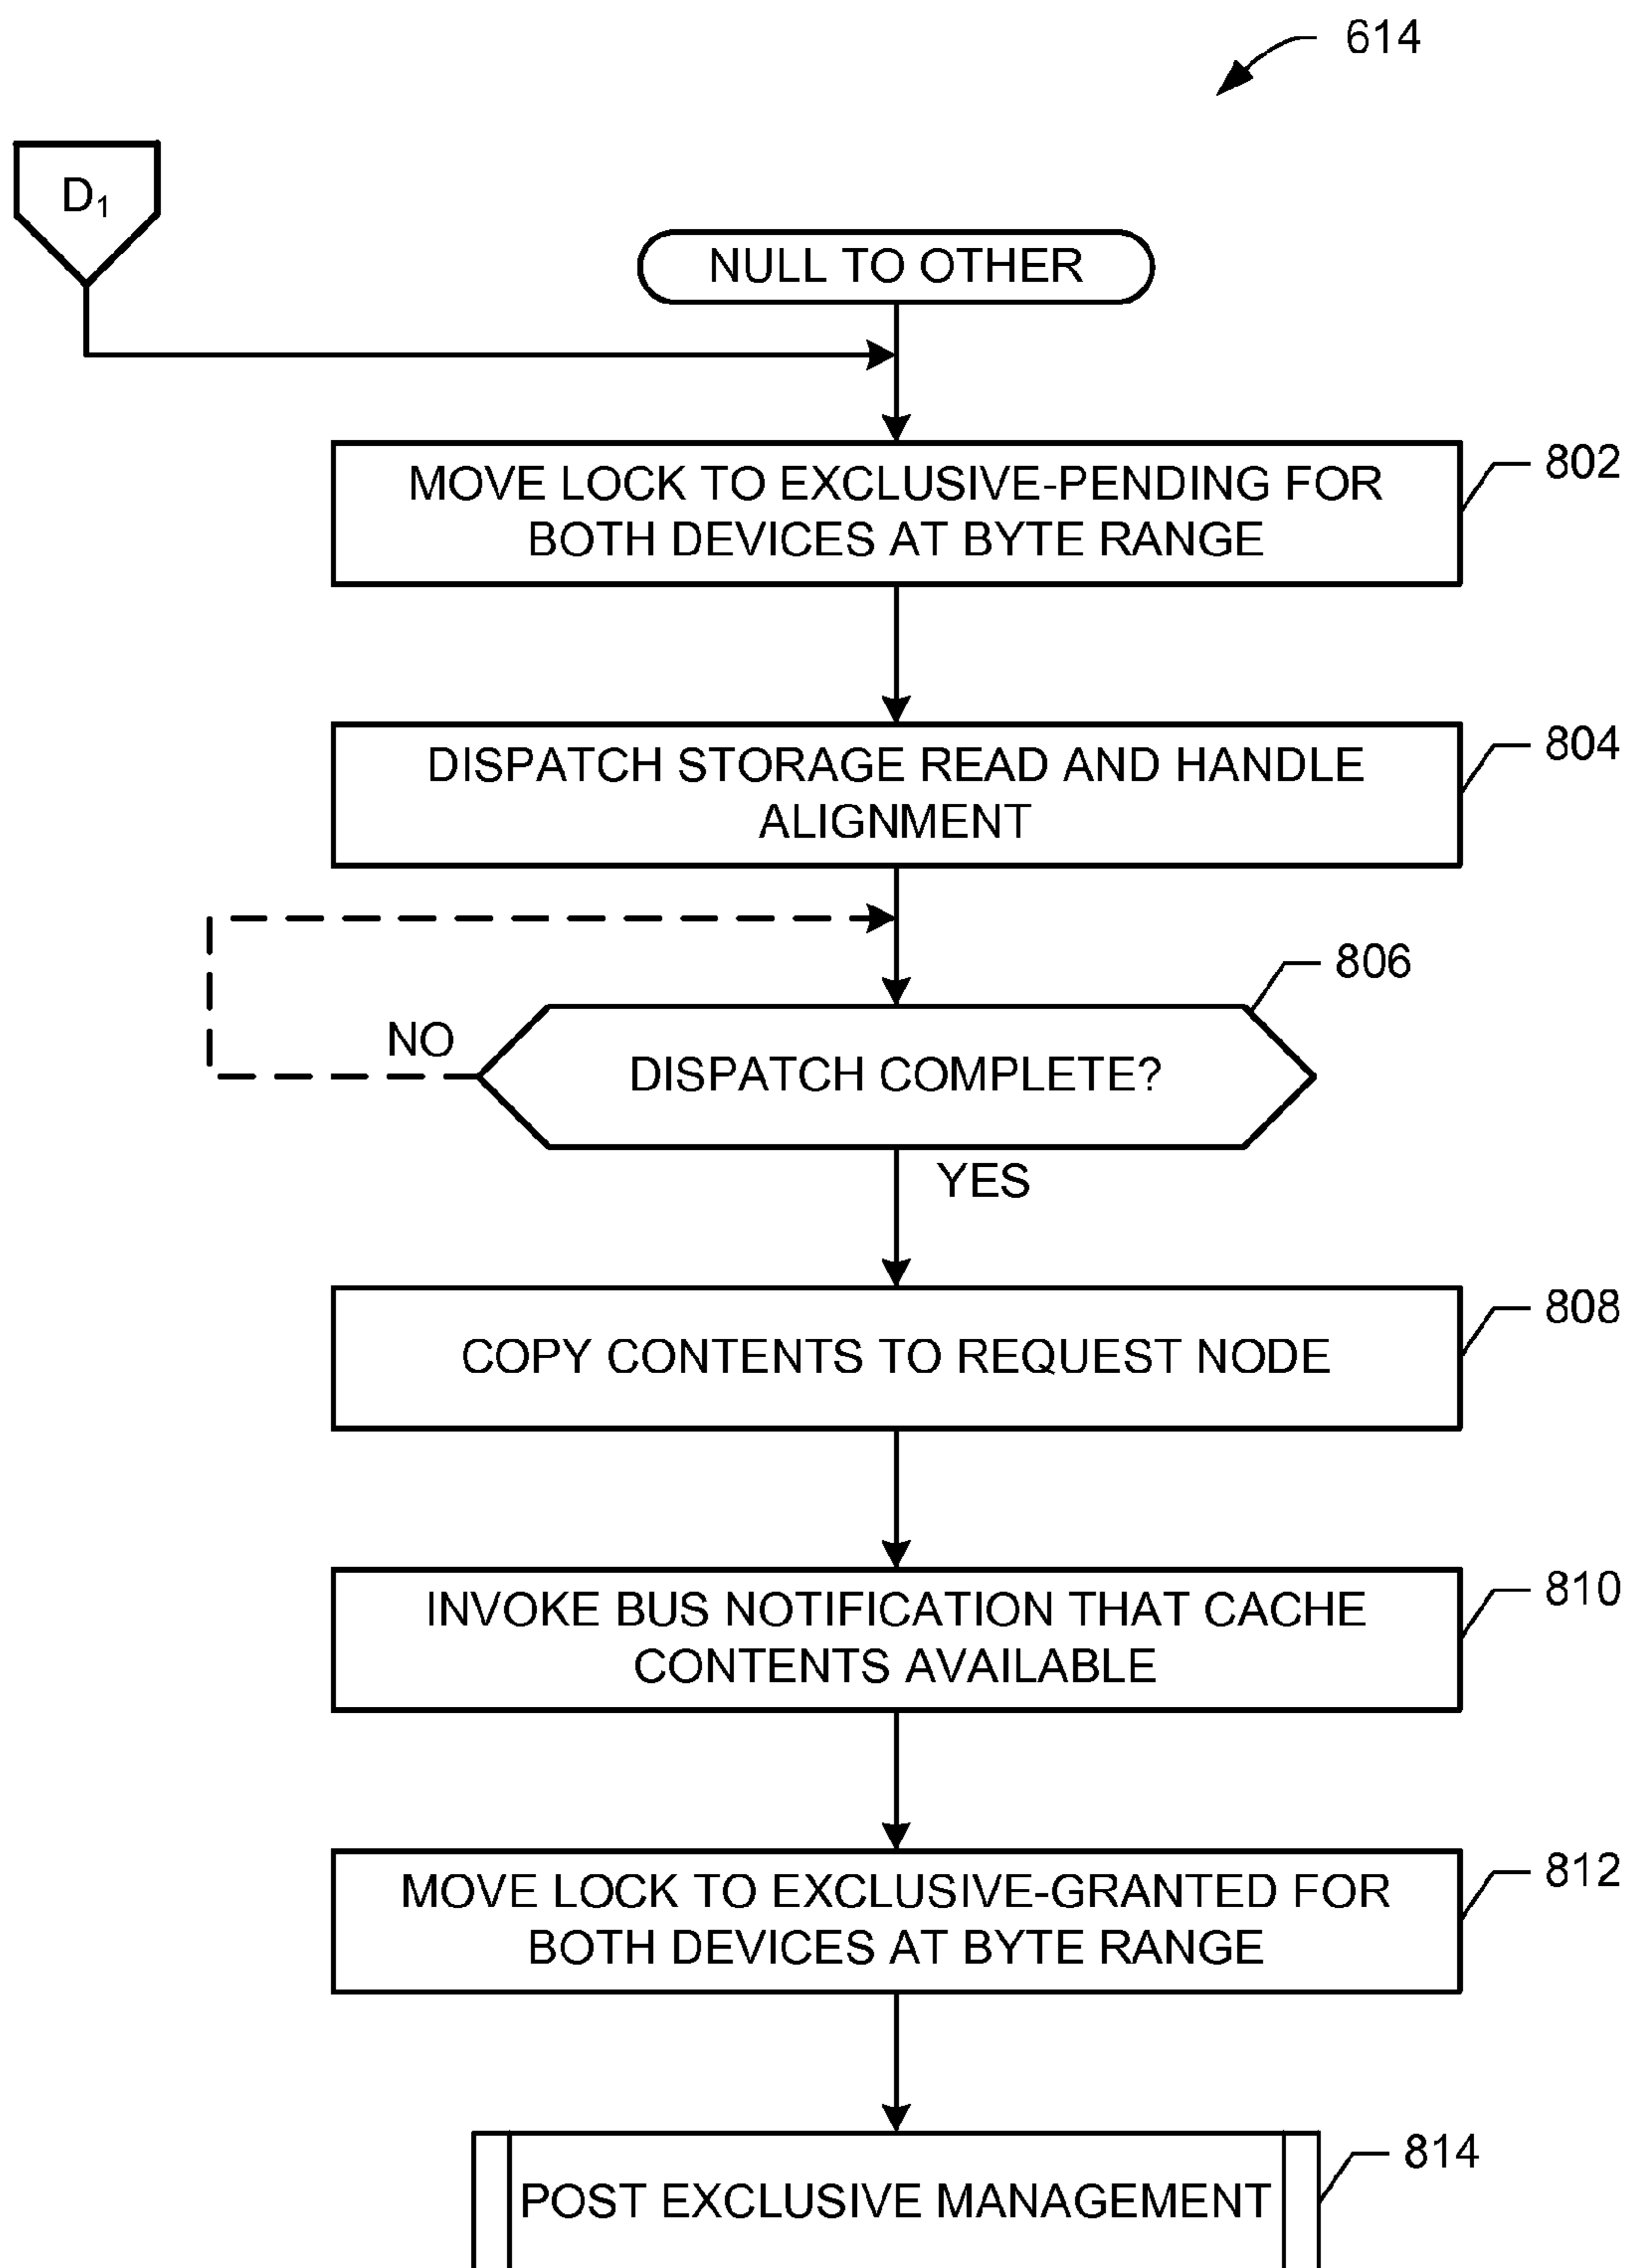 614
D₁
NULL TO OTHER
MOVE LOCK TO EXCLUSIVE-PENDING FOR
BOTH DEVICES AT BYTE RANGE
802
DISPATCH STORAGE READ AND HANDLE
ALIGNMENT
804
806
NO
DISPATCH COMPLETE?
YES
COPY CONTENTS TO REQUEST NODE
808
INVOKE BUS NOTIFICATION THAT CACHE
CONTENTS AVAILABLE
810
MOVE LOCK TO EXCLUSIVE-GRANTED FOR
BOTH DEVICES AT BYTE RANGE
812
POST EXCLUSIVE MANAGEMENT
814